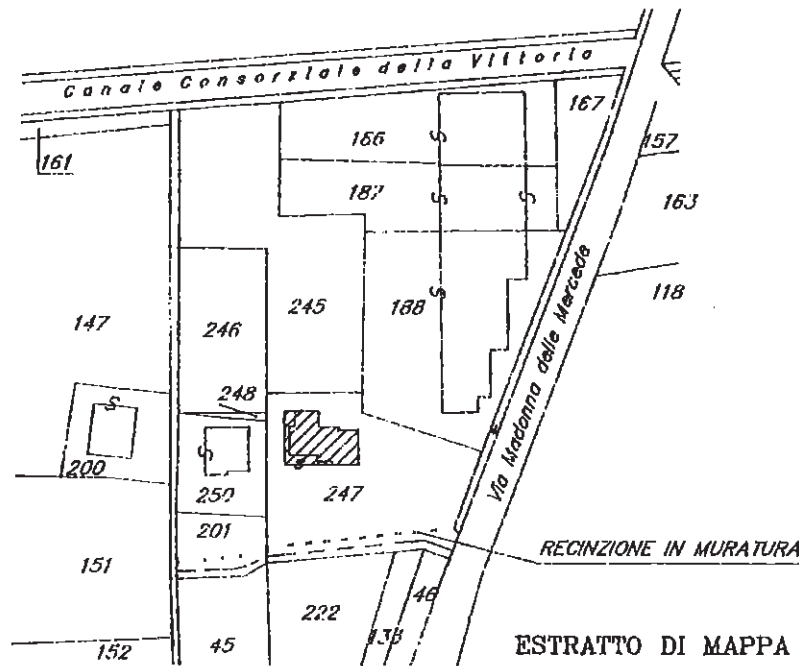 Canale Consorziale della Vittoria
167
166
157
161
187
163
118
245
188
147
246
Via Madonna delle Mercede
248
S
S
S
S
S
S
S
200
250
247
201
RECINZIONE IN MURATURA
151
46
222
138
45
152
ESTRATTO DI MAPPA